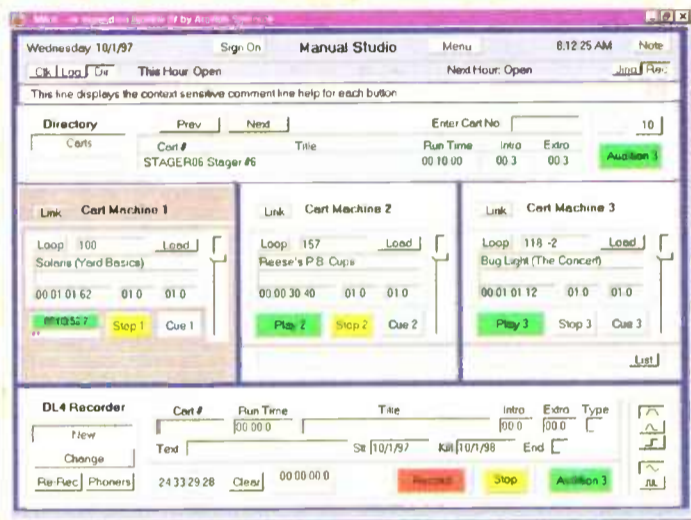 by
Wednesday 10/1/97 Sign On Manual Studio Menu 8:12:25 AM Note
Clk Log Dir This Hour: Open Next Hour: Open Jing Rec
This line displays the context sensitive comment line help for each button
Directory Prev Next Enter Cart No 10
Carts Cart # Title Run Time Intro Extro
STAGER06 Stager #6 00:10:00 00:3 00:3 Audition 3
Link Cart Machine 1
Loop 100 Load
Solaris (Yard Basics)
00:01:01:62 01:0 01:0
Stop 1 Cue 1
Link Cart Machine 2
Loop 157 Load
Reese's P.B. Cups
00:00:30:40 01:0 01:0
Play 2 Stop 2 Cue 2
Link Cart Machine 3
Loop 118 -2 Load
Bug Light (The Concert)
00:01:01:12 01:0 01:0
Play 3 Stop 3 Cue 3
List
DL4 Recorder Cart # Run Time Title Intro Extro Type
New 00:00:0 00:0 00:0
Change Text Str 10/1/97 Kill 10/1/98 End
Re-Rec Phoners 24:33:29:28 Clear 00:00:00:0 Record Stop Audition 3